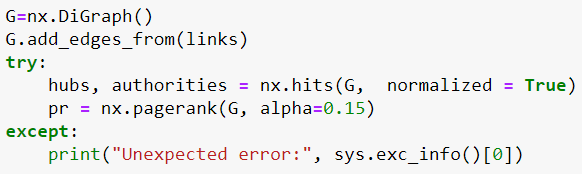 G=nx.DiGraph()
G.add_edges_from(links)
try:
    hubs, authorities = nx.hits(G,  normalized = True)
    pr = nx.pagerank(G, alpha=0.15)
except:
    print("Unexpected error:", sys.exc_info()[0])